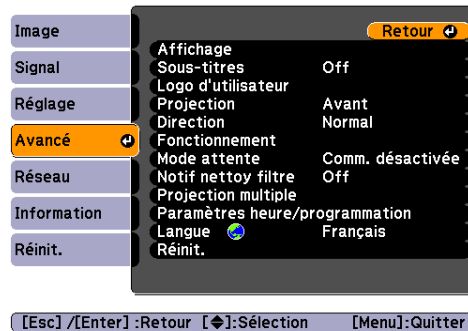 Image
Signal
Réglage
Avancé
Réseau
Information
Réinit.
Retour
Affichage
Sous-titres Off
Logo d'utilisateur
Projection Avant
Direction Normal
Fonctionnement
Mode attente Comm. désactivée
Notif nettoy filtre Off
Projection multiple
Paramètres heure/programmation
Langue Français
Réinit.
[Esc] /[Enter] :Retour [◆]:Sélection [Menu]:Quitter